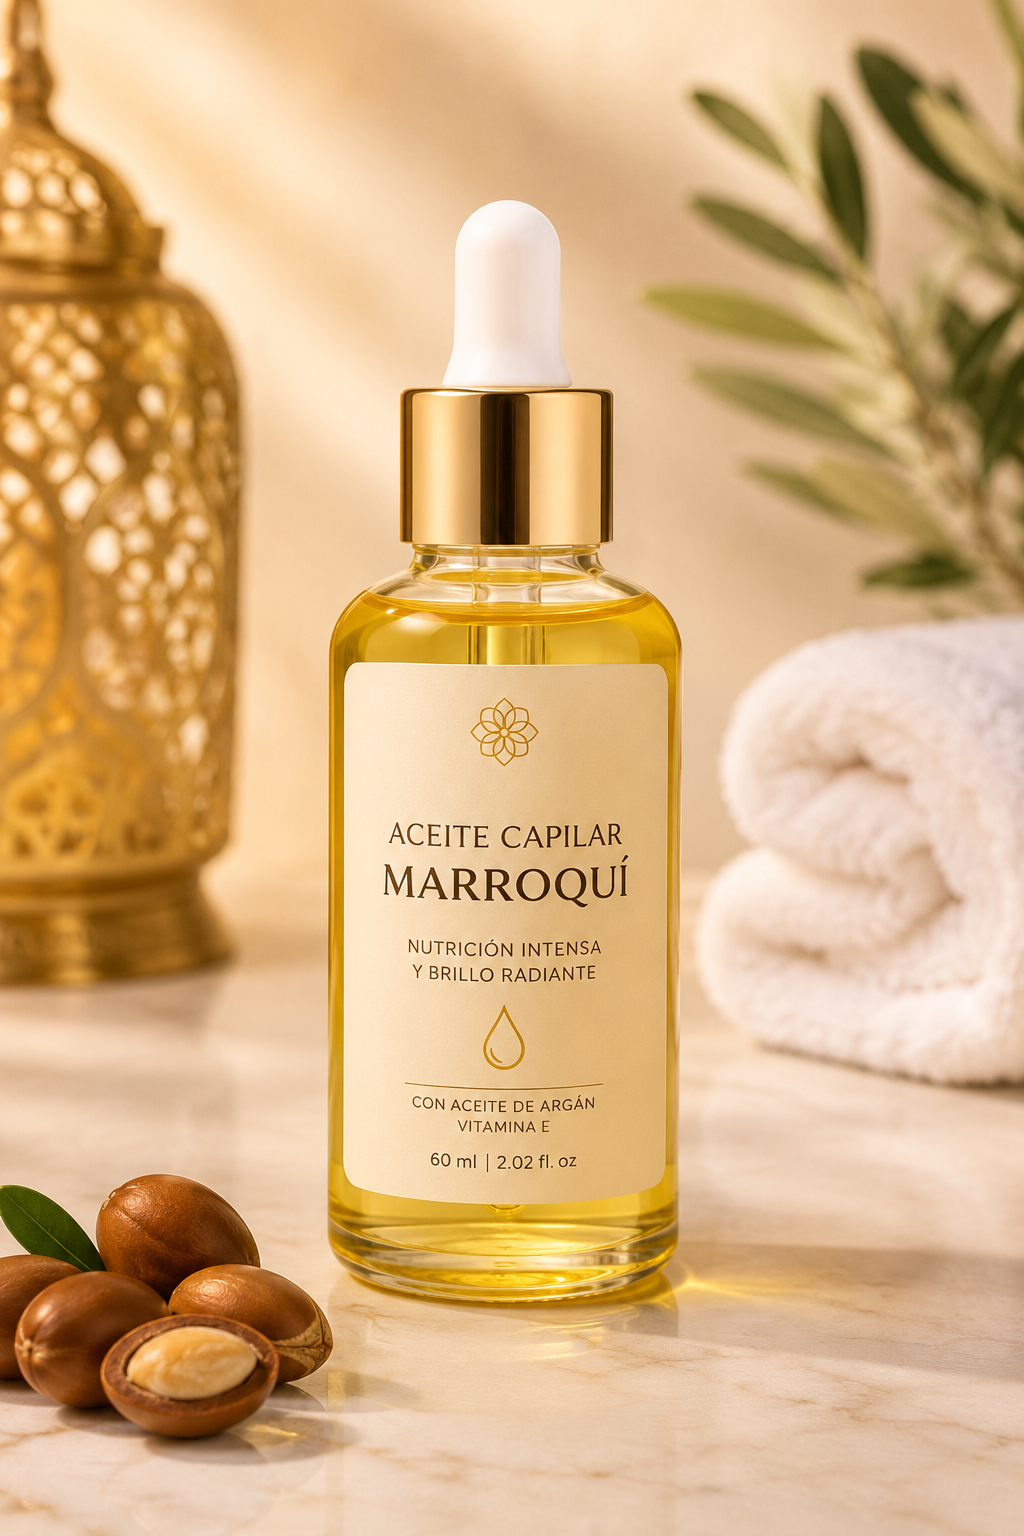 ACEITE CAPILAR
MARROQUÍ
NUTRICIÓN INTENSA
Y BRILLO RADIANTE
CON ACEITE DE ARGÁN
VITAMINA E
60 ml | 2.02 fl. oz